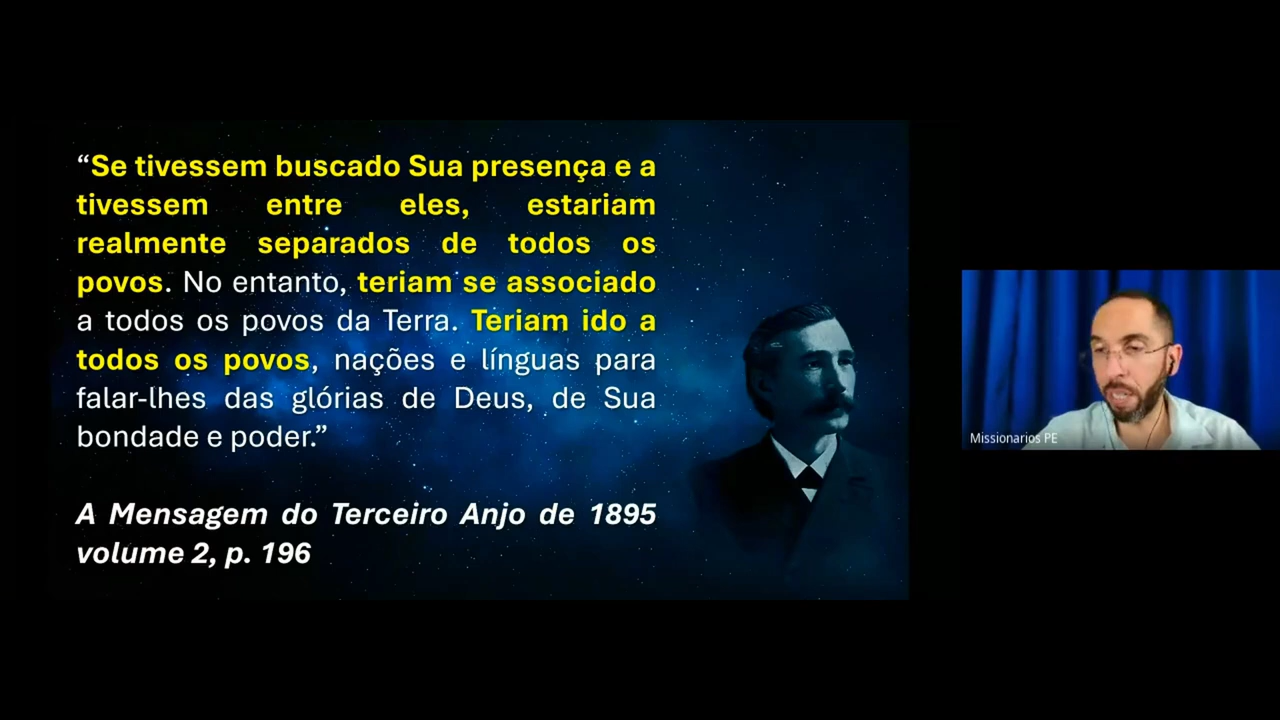 “Se tivessem buscado Sua presença e a
tivessem entre eles, estariam
realmente separados de todos os
povos. No entanto, teriam se associado
a todos os povos da Terra. Teriam ido a
todos os povos, nações e línguas para
falar-lhes das glórias de Deus, de Sua
bondade e poder.”
A Mensagem do Terceiro Anjo de 1895
volume 2, p. 196
Missionarios PE